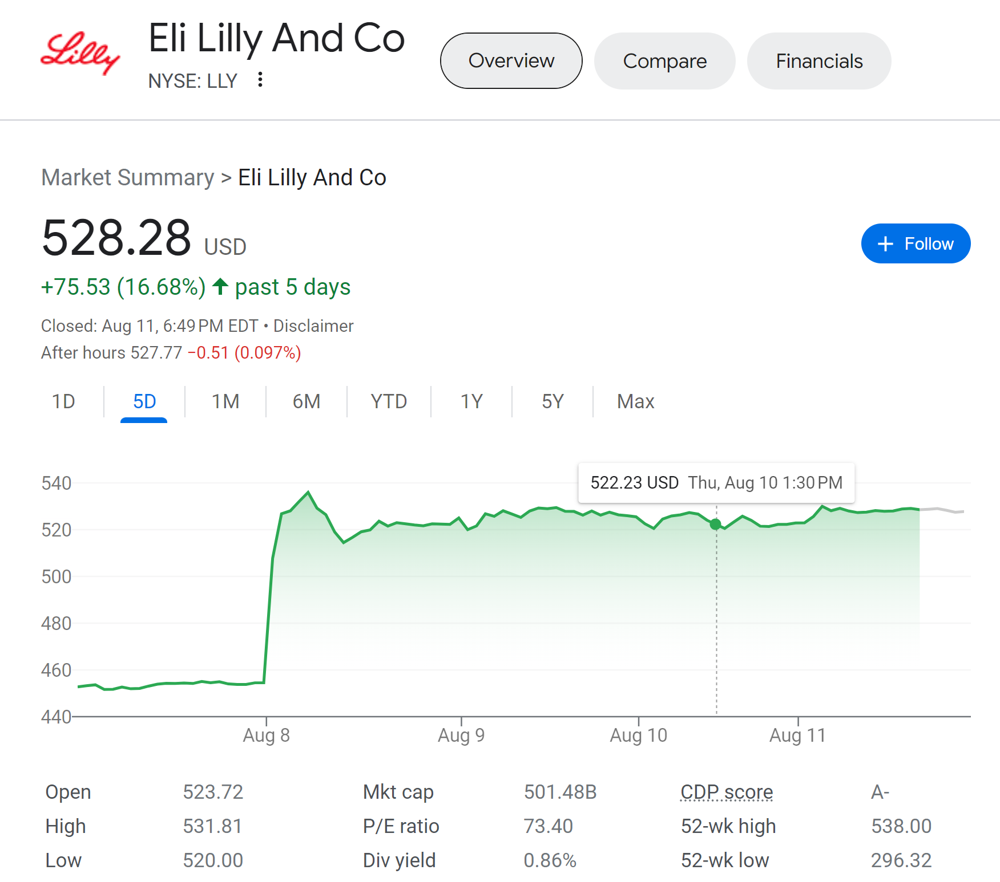 Lilly
Eli Lilly And Co
NYSE: LLY
Overview
Compare
Financials
Market Summary > Eli Lilly And Co
528.28 USD
+ Follow
+75.53 (16.68%) past 5 days
Closed: Aug 11, 6:49 PM EDT • Disclaimer
After hours 527.77 −0.51 (0.097%)
1D 5D 1M 6M YTD 1Y 5Y Max
522.23 USD Thu, Aug 10 1:30 PM
540
520
500
480
460
440
Aug 8 Aug 9 Aug 10 Aug 11
Open 523.72 Mkt cap 501.48B CDP score A-
High 531.81 P/E ratio 73.40 52-wk high 538.00
Low 520.00 Div yield 0.86% 52-wk low 296.32